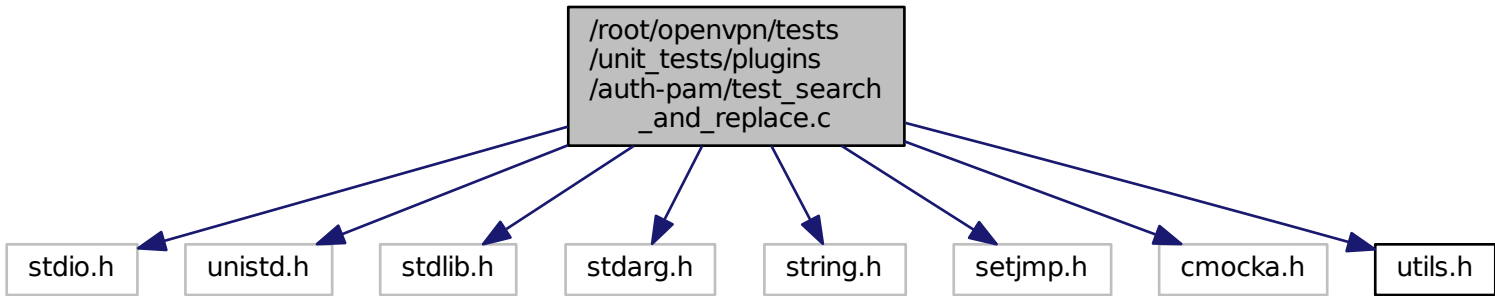 /root/openvpn/tests
/unit_tests/plugins
/auth-pam/test_search
_and_replace.c
stdio.h
unistd.h
stdlib.h
stdarg.h
string.h
setjmp.h
cmocka.h
utils.h